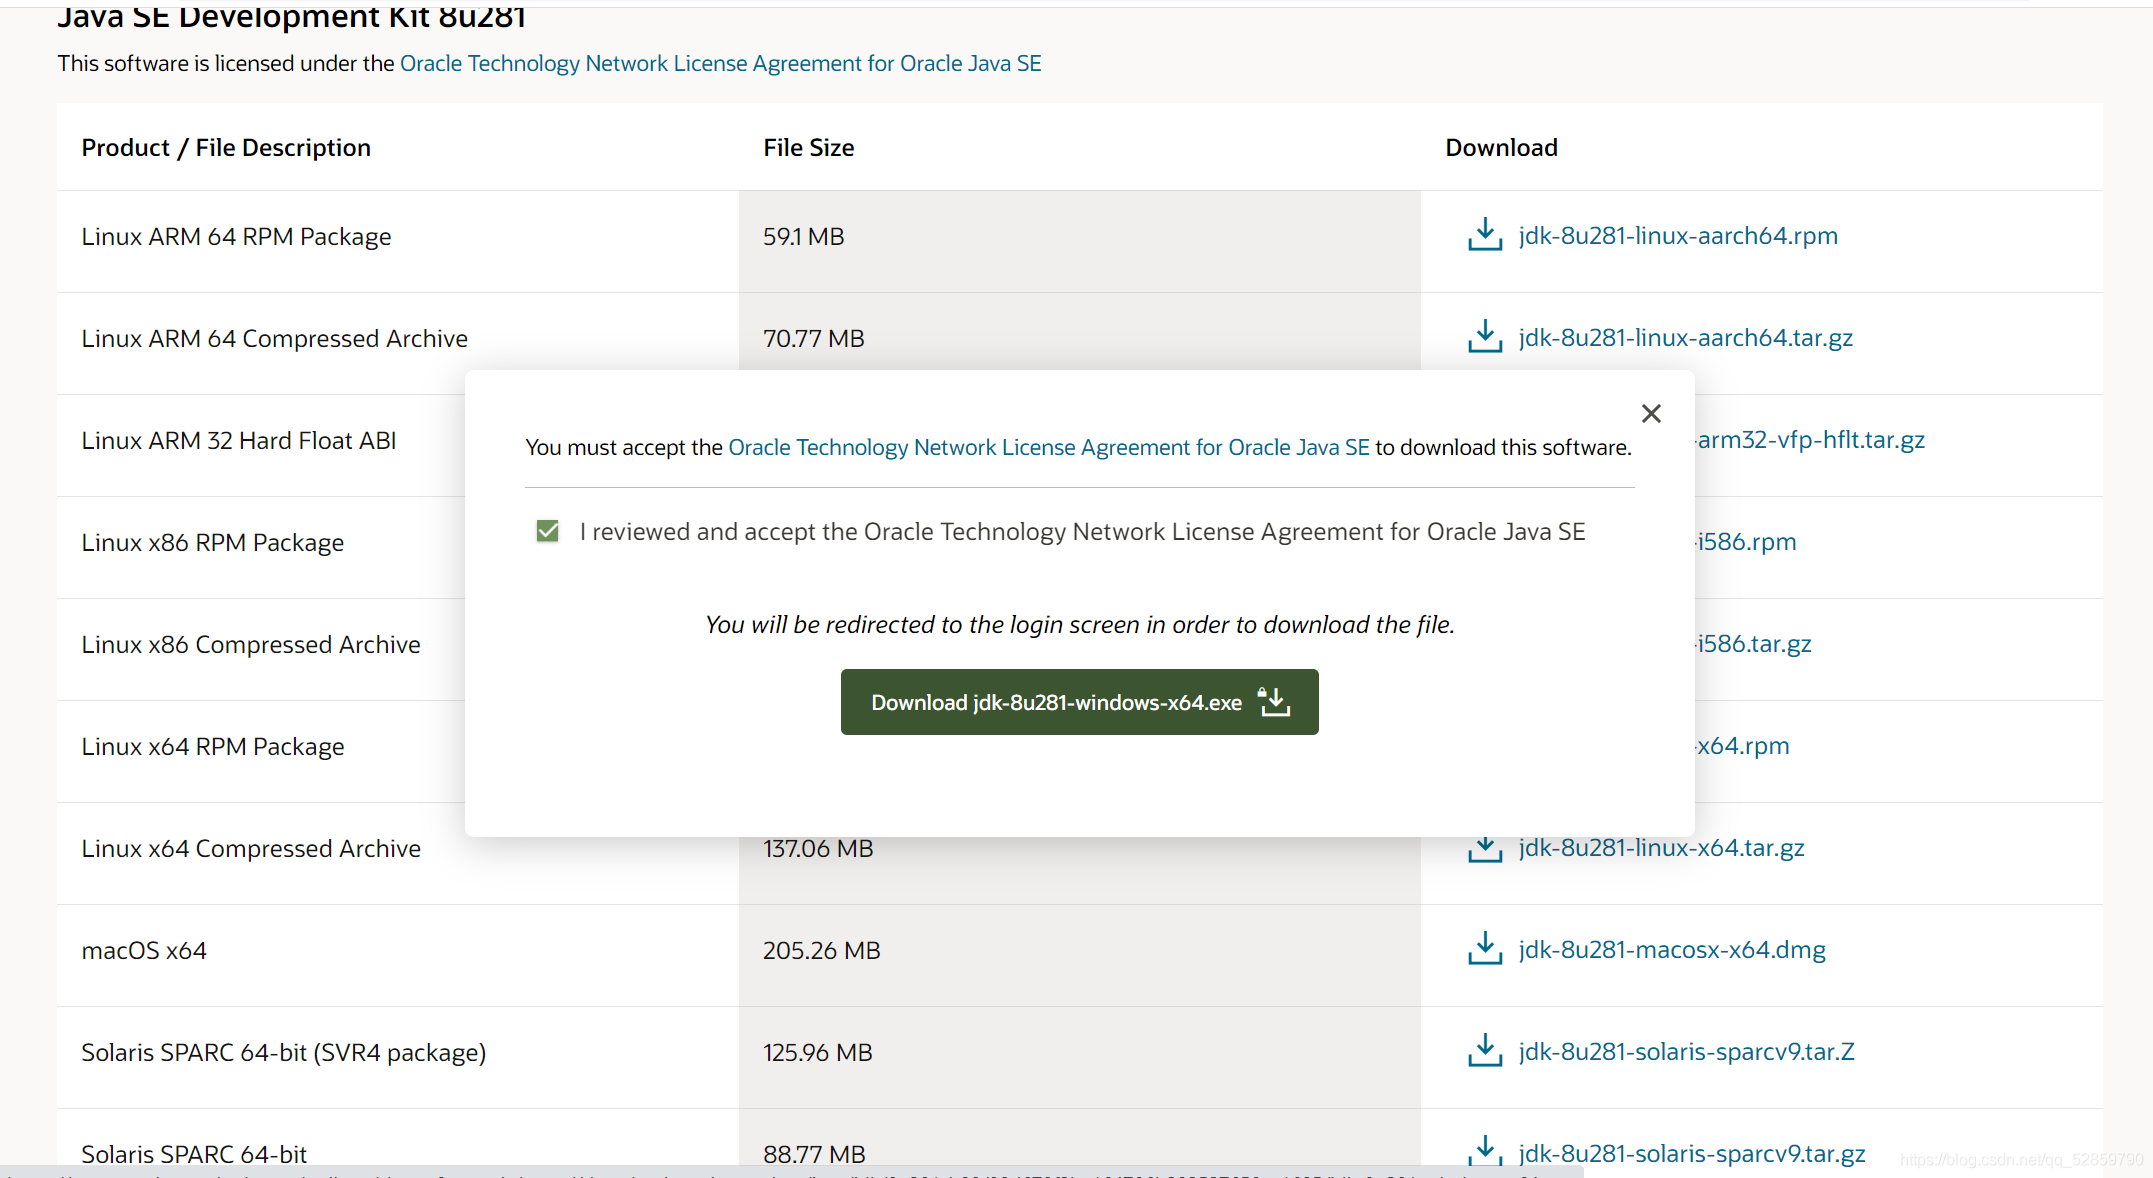 Java SE Development Kit 8u281
This software is licensed under the Oracle Technology Network License Agreement for Oracle Java SE
Product / File Description File Size Download
Linux ARM 64 RPM Package 59.1 MB jdk-8u281-linux-aarch64.rpm
Linux ARM 64 Compressed Archive 70.77 MB jdk-8u281-linux-aarch64.tar.gz
Linux ARM 32 Hard Float ABI -arm32-vfp-hflt.tar.gz
You must accept the Oracle Technology Network License Agreement for Oracle Java SE to download this software.
I reviewed and accept the Oracle Technology Network License Agreement for Oracle Java SE
Linux x86 RPM Package -i586.rpm
You will be redirected to the login screen in order to download the file.
Linux x86 Compressed Archive -i586.tar.gz
Download jdk-8u281-windows-x64.exe
Linux x64 RPM Package -x64.rpm
Linux x64 Compressed Archive 137.06 MB jdk-8u281-linux-x64.tar.gz
macOS x64 205.26 MB jdk-8u281-macosx-x64.dmg
Solaris SPARC 64-bit (SVR4 package) 125.96 MB jdk-8u281-solaris-sparcv9.tar.Z
Solaris SPARC 64-bit 88.77 MB jdk-8u281-solaris-sparcv9.tar.gz
https://blog.csdn.net/qq_52859790